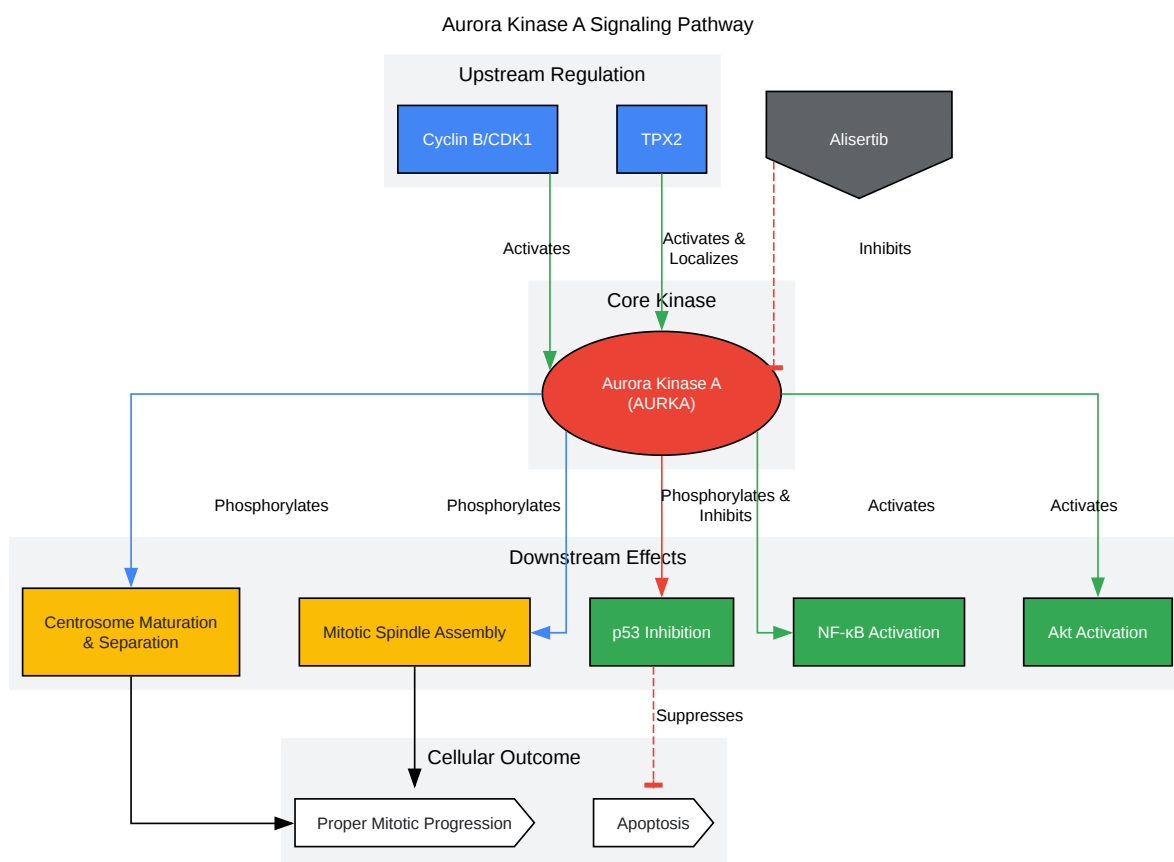 Aurora Kinase A Signaling Pathway
Upstream Regulation
Cyclin B/CDK1
TPX2
Alisertib
Activates
Activates &
Localizes
Inhibits
Core Kinase
Aurora Kinase A
(AURKA)
Phosphorylates
Phosphorylates
Phosphorylates &
Inhibits
Activates
Activates
Downstream Effects
Centrosome Maturation
& Separation
Mitotic Spindle Assembly
p53 Inhibition
NF-κB Activation
Akt Activation
Suppresses
Cellular Outcome
Proper Mitotic Progression
Apoptosis